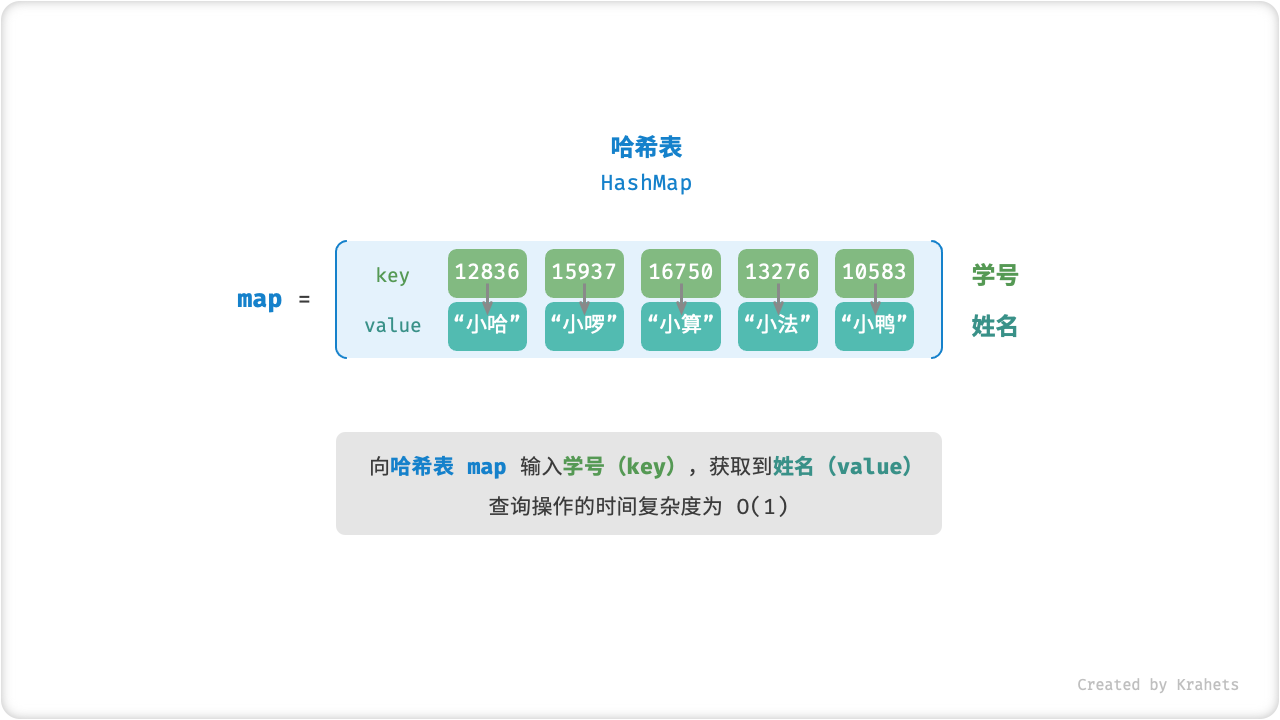 哈希表
HashMap
key 12836 15937 16750 13276 10583 学号
map =
value “小哈” “小啰” “小算” “小法” “小鸭” 姓名
向哈希表 map 输入学号（key），获取到姓名（value）
查询操作的时间复杂度为 O(1)
Created by Krahets